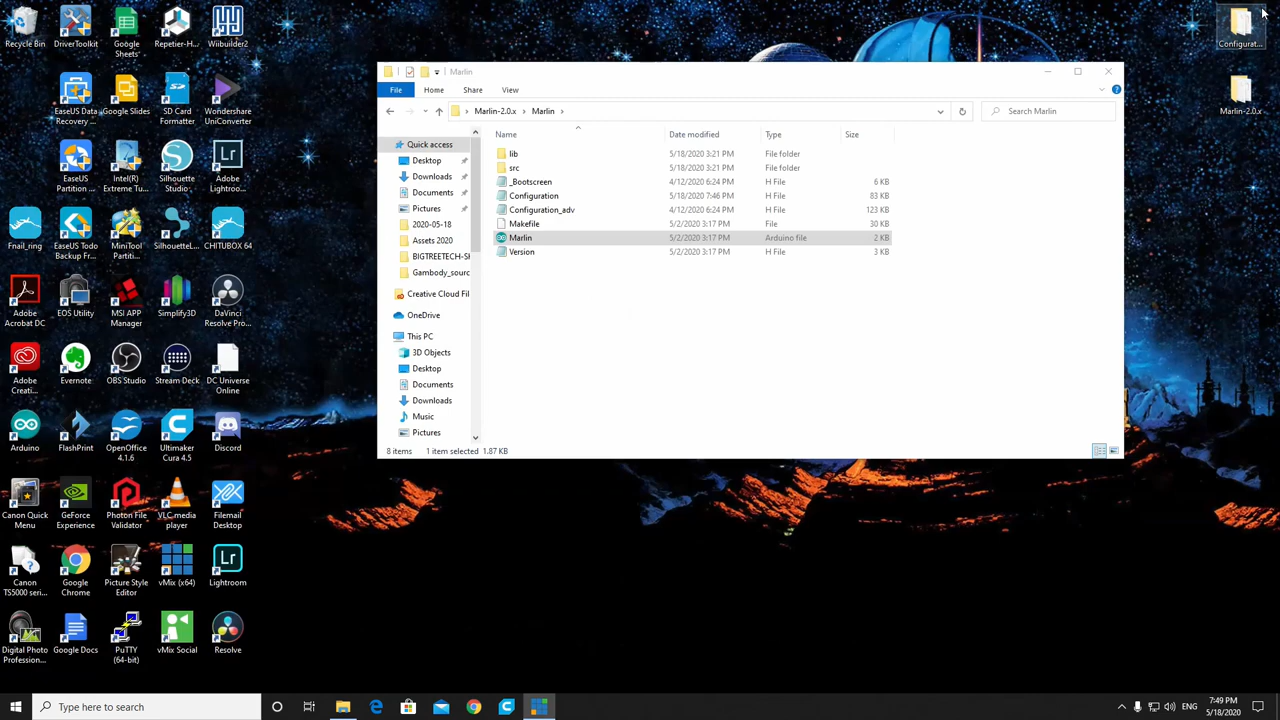 Recycle Bin
DriverToolkit
Google
Sheets
Repetier-H...
Wiibuilder2
EaseUS Data
Recovery ...
Google Slides
SD Card
Formatter
Wondershare
UniConverter
EaseUS
Partition ...
Intel(R)
Extreme Tu...
Silhouette
Studio
Adobe
Lightroo...
Fnail_ring
EaseUS Todo
Backup Fr...
MiniTool
Partiti...
SilhouetteL...
CHITUBOX 64
Adobe
Acrobat DC
EOS Utility
MSI APP
Manager
Simplify3D
DaVinci
Resolve Pro...
Adobe
Creati...
Evernote
OBS Studio
Stream Deck
DC Universe
Online
Arduino
FlashPrint
OpenOffice
4.1.6
Ultimaker
Cura 4.5
Discord
Canon Quick
Menu
GeForce
Experience
Photon File
Validator
VLC media
player
Filemail
Desktop
Canon
TS5000 seri...
Google
Chrome
Picture Style
Editor
vMix (x64)
Lightroom
Digital Photo
Profession...
Google Docs
PuTTY
(64-bit)
vMix Social
Resolve
Configurat...
Marlin-2.0.x
Marlin
File
Home
Share
View
Marlin-2.0.x
Marlin
Search Marlin
Name
Date modified
Type
Size
Quick access
Desktop
Downloads
Documents
Pictures
2020-05-18
Assets 2020
BIGTREETECH-SK
Gambody_sourc
Creative Cloud Fil
OneDrive
This PC
3D Objects
Desktop
Documents
Downloads
Music
Pictures
lib 5/18/2020 3:21 PM File folder
src 5/18/2020 3:21 PM File folder
_Bootscreen 4/12/2020 6:24 PM H File 6 KB
Configuration 5/18/2020 7:46 PM H File 83 KB
Configuration_adv 4/12/2020 6:24 PM H File 123 KB
Makefile 5/2/2020 3:17 PM File 30 KB
Marlin 5/2/2020 3:17 PM Arduino file 2 KB
Version 5/2/2020 3:17 PM H File 3 KB
8 items 1 item selected 1.87 KB
Type here to search
ENG
7:49 PM
5/18/2020